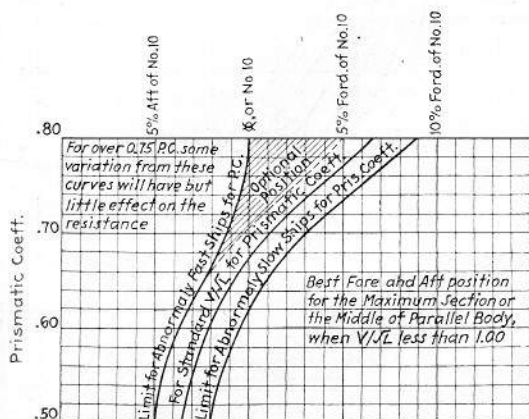 5% Aft of No.10
⦻, or No 10
5% Ford. of No.10
10% Ford. of No.10
.80
.70
.60
.50
Prismatic Coeft.
For over 0.75 P.C. some
variation from these
curves will have but
little effect on the
resistance
Optional
Position
Limit for Abnormaly Fast Ships for P.C.
For Standard V/√L for Prismatic Coeft.
Limit for Abnormaly Slow Ships for Pris. Coeft.
Best Fore and Aft position
for the Maximum Section or
the Middle of Parallel Body,
when V/√L less than 1.00